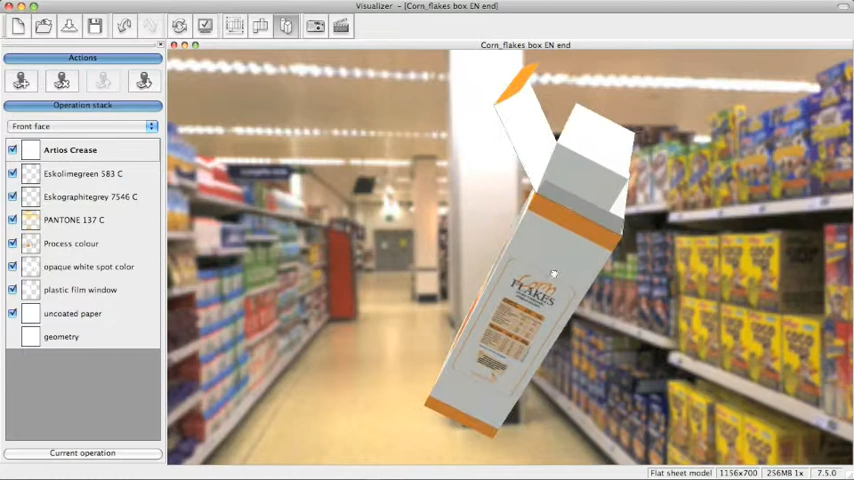 Visualizer - [Corn_flakes box EN end]
Corn_flakes box EN end
Actions
Operation stack
Front face
Artios Crease
Eskolimegreen 583 C
Eskographitegrey 7546 C
PANTONE 137 C
Process colour
opaque white spot color
plastic film window
uncoated paper
geometry
Corn
FLAKES
Current operation
Flat sheet model
1156x700
256MB 1x
7.5.0